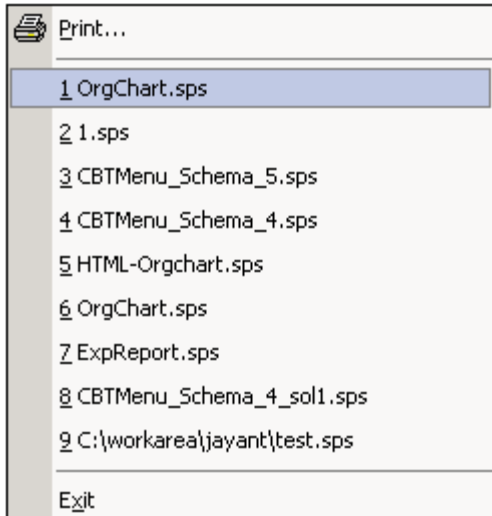 Print...
1 OrgChart.sps
2 1.sps
3 CBTMenu_Schema_5.sps
4 CBTMenu_Schema_4.sps
5 HTML-Orgchart.sps
6 OrgChart.sps
7 ExpReport.sps
8 CBTMenu_Schema_4_sol1.sps
9 C:\workarea\jayant\test.sps
Exit